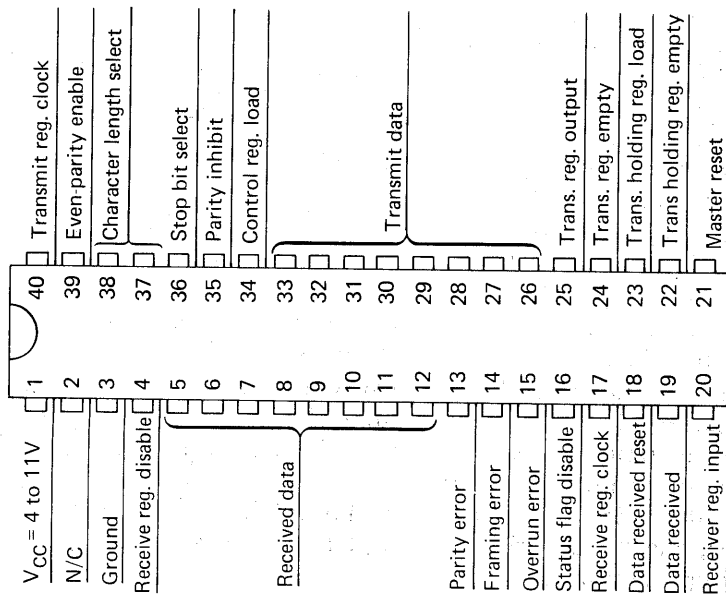 VCC = 4 to 11V
N/C
Ground
Receive reg. disable
Received data
Parity error
Framing error
Overrun error
Status flag disable
Receive reg. clock
Data received reset
Data received
Receiver reg. input
1
2
3
4
5
6
7
8
9
10
11
12
13
14
15
16
17
18
19
20
40
39
38
37
36
35
34
33
32
31
30
29
28
27
26
25
24
23
22
21
Transmit reg. clock
Even-parity enable
Character length select
Stop bit select
Parity inhibit
Control reg. load
Transmit data
Trans. reg. output
Trans. reg. empty
Trans. holding reg. load
Trans holding reg. empty
Master reset